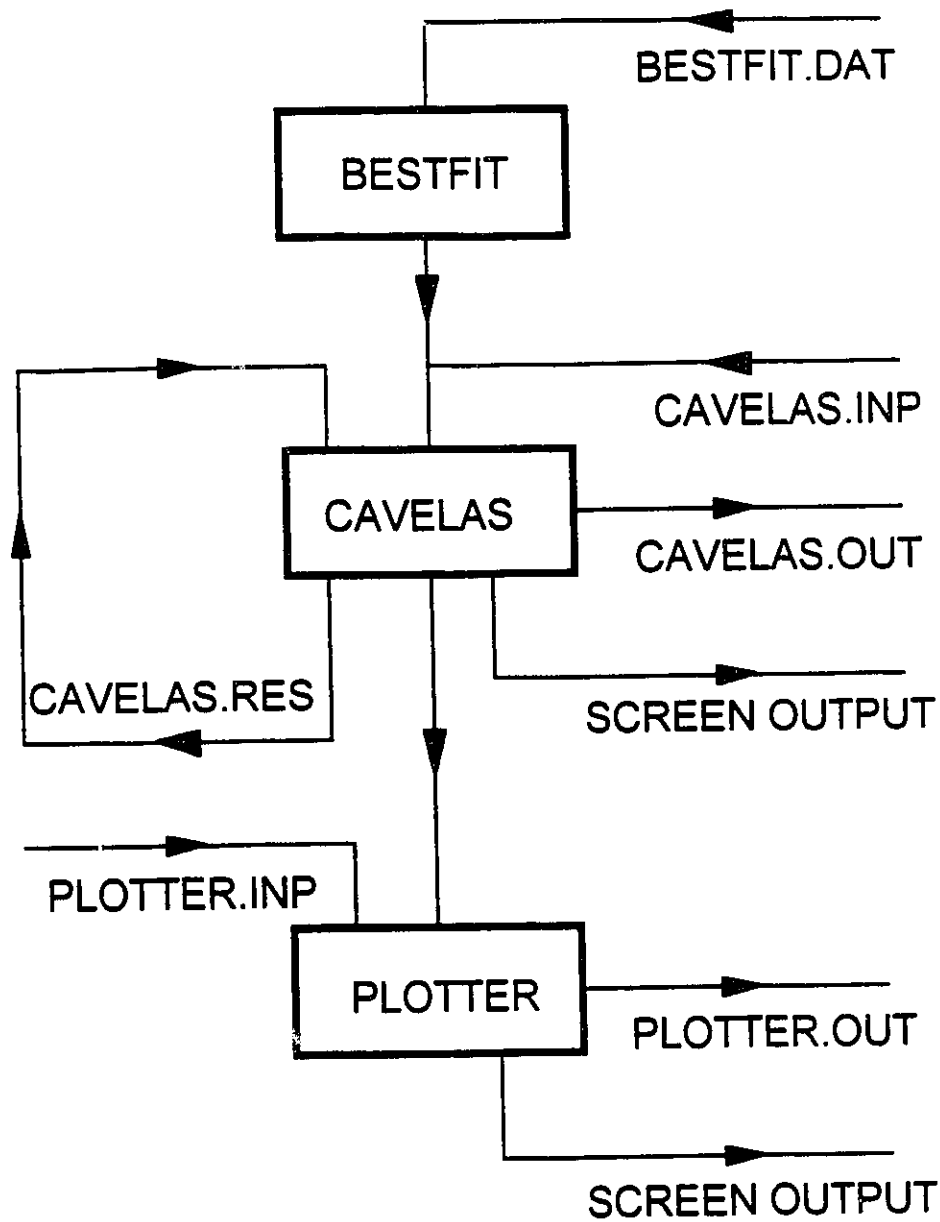 BESTFIT.DAT
BESTFIT
CAVELAS.INP
CAVELAS
CAVELAS.OUT
CAVELAS.RES
SCREEN OUTPUT
PLOTTER.INP
PLOTTER
PLOTTER.OUT
SCREEN OUTPUT